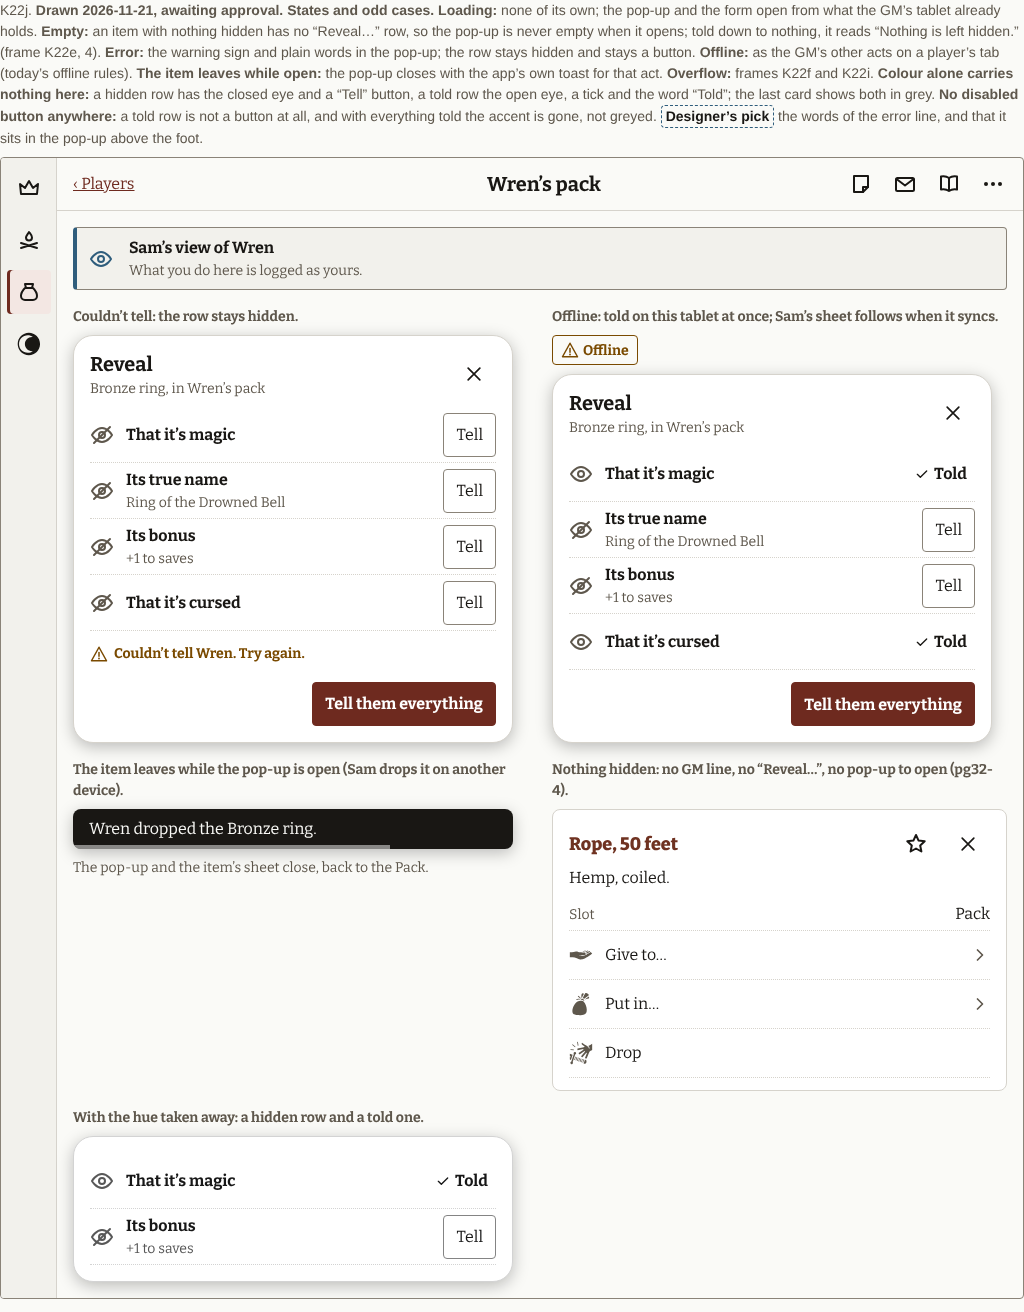 K22j. Drawn 2026-11-21, awaiting approval. States and odd cases. Loading: none of its own; the pop-up and the form open from what the GM’s tablet already
holds. Empty: an item with nothing hidden has no “Reveal…” row, so the pop-up is never empty when it opens; told down to nothing, it reads “Nothing is left hidden.”
(frame K22e, 4). Error: the warning sign and plain words in the pop-up; the row stays hidden and stays a button. Offline: as the GM’s other acts on a player’s tab
(today’s offline rules). The item leaves while open: the pop-up closes with the app’s own toast for that act. Overflow: frames K22f and K22i. Colour alone carries
nothing here: a hidden row has the closed eye and a “Tell” button, a told row the open eye, a tick and the word “Told”; the last card shows both in grey. No disabled
button anywhere: a told row is not a button at all, and with everything told the accent is gone, not greyed. Designer’s pick the words of the error line, and that it
sits in the pop-up above the foot.
‹ Players
Wren’s pack
Sam’s view of Wren
What you do here is logged as yours.
Couldn’t tell: the row stays hidden.
Reveal
Bronze ring, in Wren’s pack
That it’s magic
Tell
Its true name
Ring of the Drowned Bell
Tell
Its bonus
+1 to saves
Tell
That it’s cursed
Tell
Couldn’t tell Wren. Try again.
Tell them everything
Offline: told on this tablet at once; Sam’s sheet follows when it syncs.
Offline
Reveal
Bronze ring, in Wren’s pack
That it’s magic
Told
Its true name
Ring of the Drowned Bell
Tell
Its bonus
+1 to saves
Tell
That it’s cursed
Told
Tell them everything
The item leaves while the pop-up is open (Sam drops it on another
device).
Wren dropped the Bronze ring.
The pop-up and the item’s sheet close, back to the Pack.
Nothing hidden: no GM line, no “Reveal…”, no pop-up to open (pg32-
4).
Rope, 50 feet
Hemp, coiled.
Slot
Pack
Give to…
Put in…
Drop
With the hue taken away: a hidden row and a told one.
That it’s magic
Told
Its bonus
+1 to saves
Tell